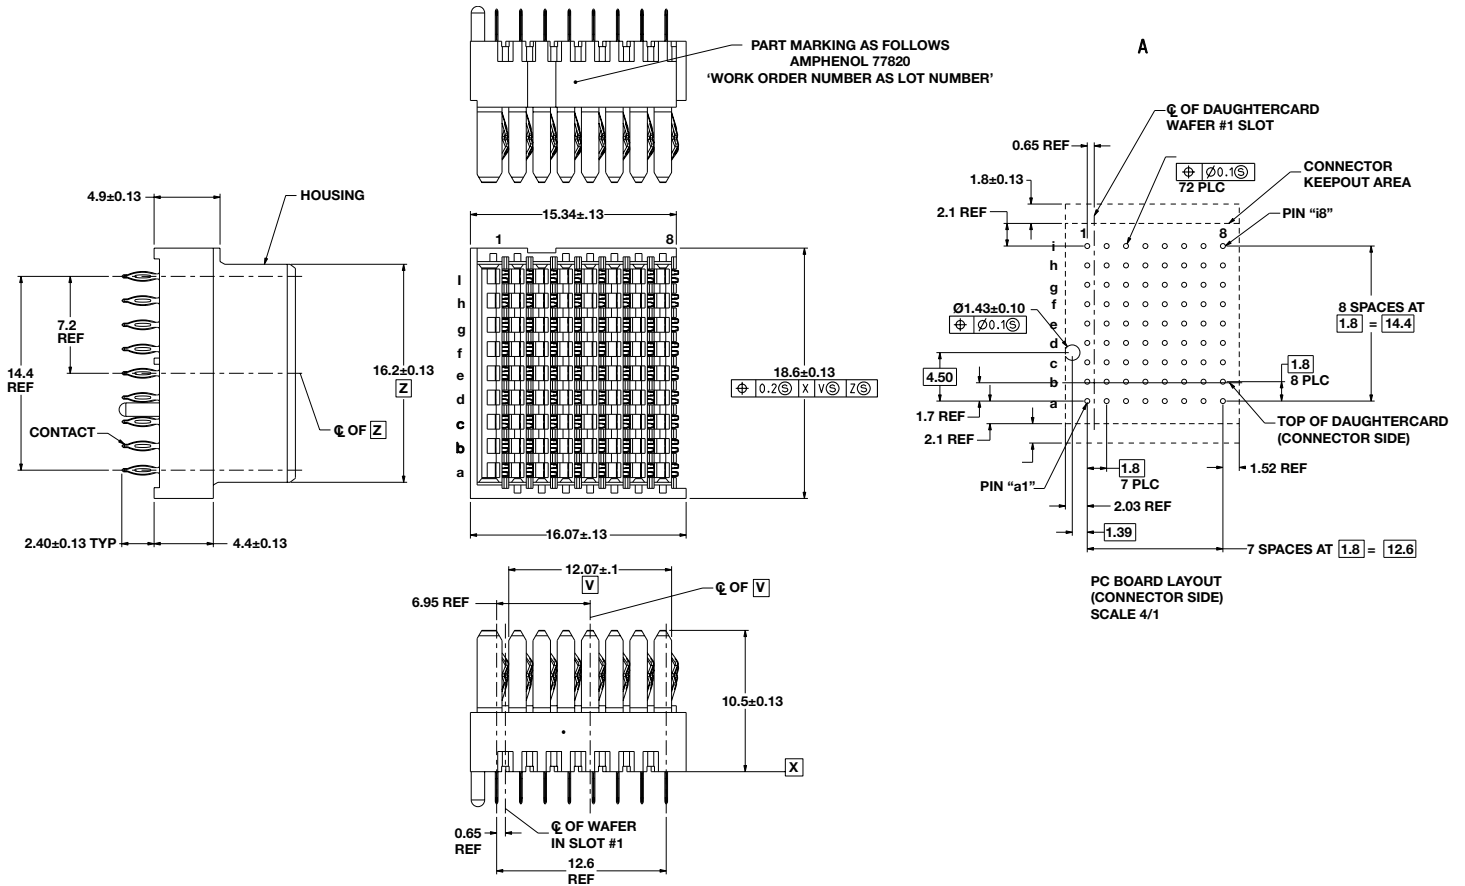 PART MARKING AS FOLLOWS
AMPHENOL 77820
‘WORK ORDER NUMBER AS LOT NUMBER’
4.9±0.13
HOUSING
7.2
REF
14.4
REF
16.2±0.13
Z
CONTACT
℄ OF Z
2.40±0.13 TYP
4.4±0.13
15.34±.13
1
8
I
h
g
f
e
d
c
b
a
18.6±0.13
⌖ 0.2Ⓢ X VⓈ ZⓈ
16.07±.13
12.07±.1
V
℄ OF V
6.95 REF
10.5±0.13
X
0.65
REF
℄ OF WAFER
IN SLOT #1
12.6
REF
A
℄ OF DAUGHTERCARD
WAFER #1 SLOT
0.65 REF
⌖ Ø0.1Ⓢ
72 PLC
CONNECTOR
KEEPOUT AREA
1.8±0.13
2.1 REF
PIN “i8”
1
8
i
h
g
f
e
d
c
b
a
Ø1.43±0.10
⌖ Ø0.1Ⓢ
8 SPACES AT
1.8 = 14.4
4.50
1.8
8 PLC
1.7 REF
2.1 REF
TOP OF DAUGHTERCARD
(CONNECTOR SIDE)
1.8
7 PLC
1.52 REF
PIN “a1”
2.03 REF
1.39
7 SPACES AT 1.8 = 12.6
PC BOARD LAYOUT
(CONNECTOR SIDE)
SCALE 4/1